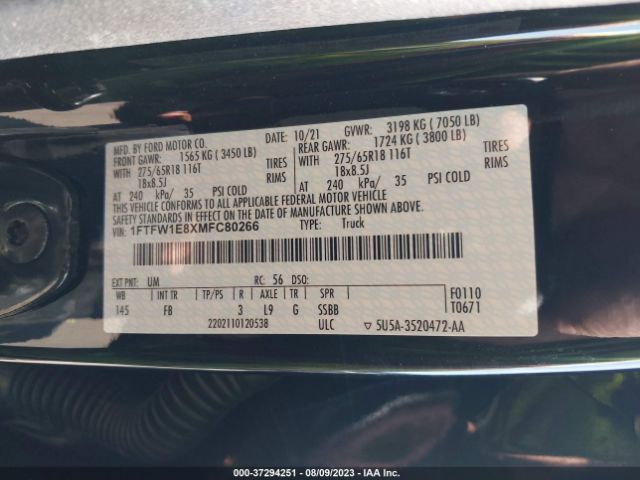 MFD. BY FORD MOTOR CO. 10/21 GVWR: 3198 KG ( 7050 LB)
FRONT GAWR: 1565 KG ( 3450 LB) REAR GAWR: 1724 KG ( 3800 LB)
WITH 275/65R18 116T TIRES WITH 275/65R18 116T TIRES
18x8.5J RIMS 18x8.5J RIMS
AT 240 kPa/ 35 PSI COLD AT 240 kPa/ 35 PSI COLD
THIS VEHICLE CONFORMS TO ALL APPLICABLE FEDERAL MOTOR VEHICLE
SAFETY STANDARDS IN EFFECT ON THE DATE OF MANUFACTURE SHOWN ABOVE.
VIN: 1FTFW1E8XMFC80266 TYPE: Truck
EXT PNT: UM RC: 56 DSO: F0110
WB INT TR TP/PS R AXLE TR SPR T0671
145 FB 3 L9 G SSBB
2202110120538 ULC ▽ 5U5A-3520472-AA
000-37294251 - 08/09/2023 - IAA Inc.